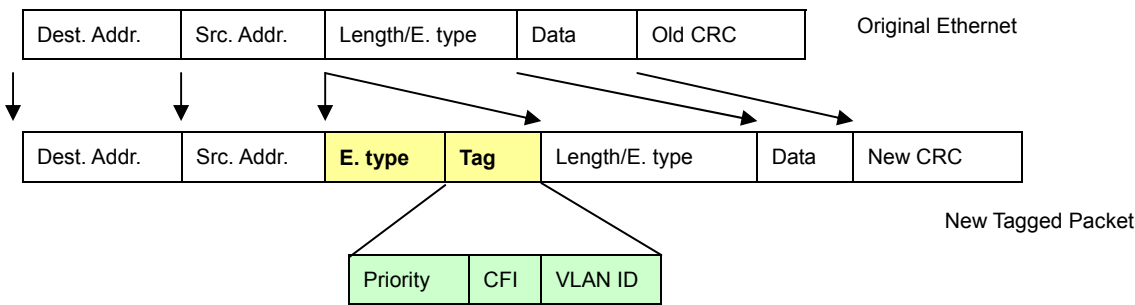 Dest. Addr. Src. Addr. Length/E. type Data Old CRC Original Ethernet
Dest. Addr. Src. Addr. E. type Tag Length/E. type Data New CRC
New Tagged Packet
Priority CFI VLAN ID